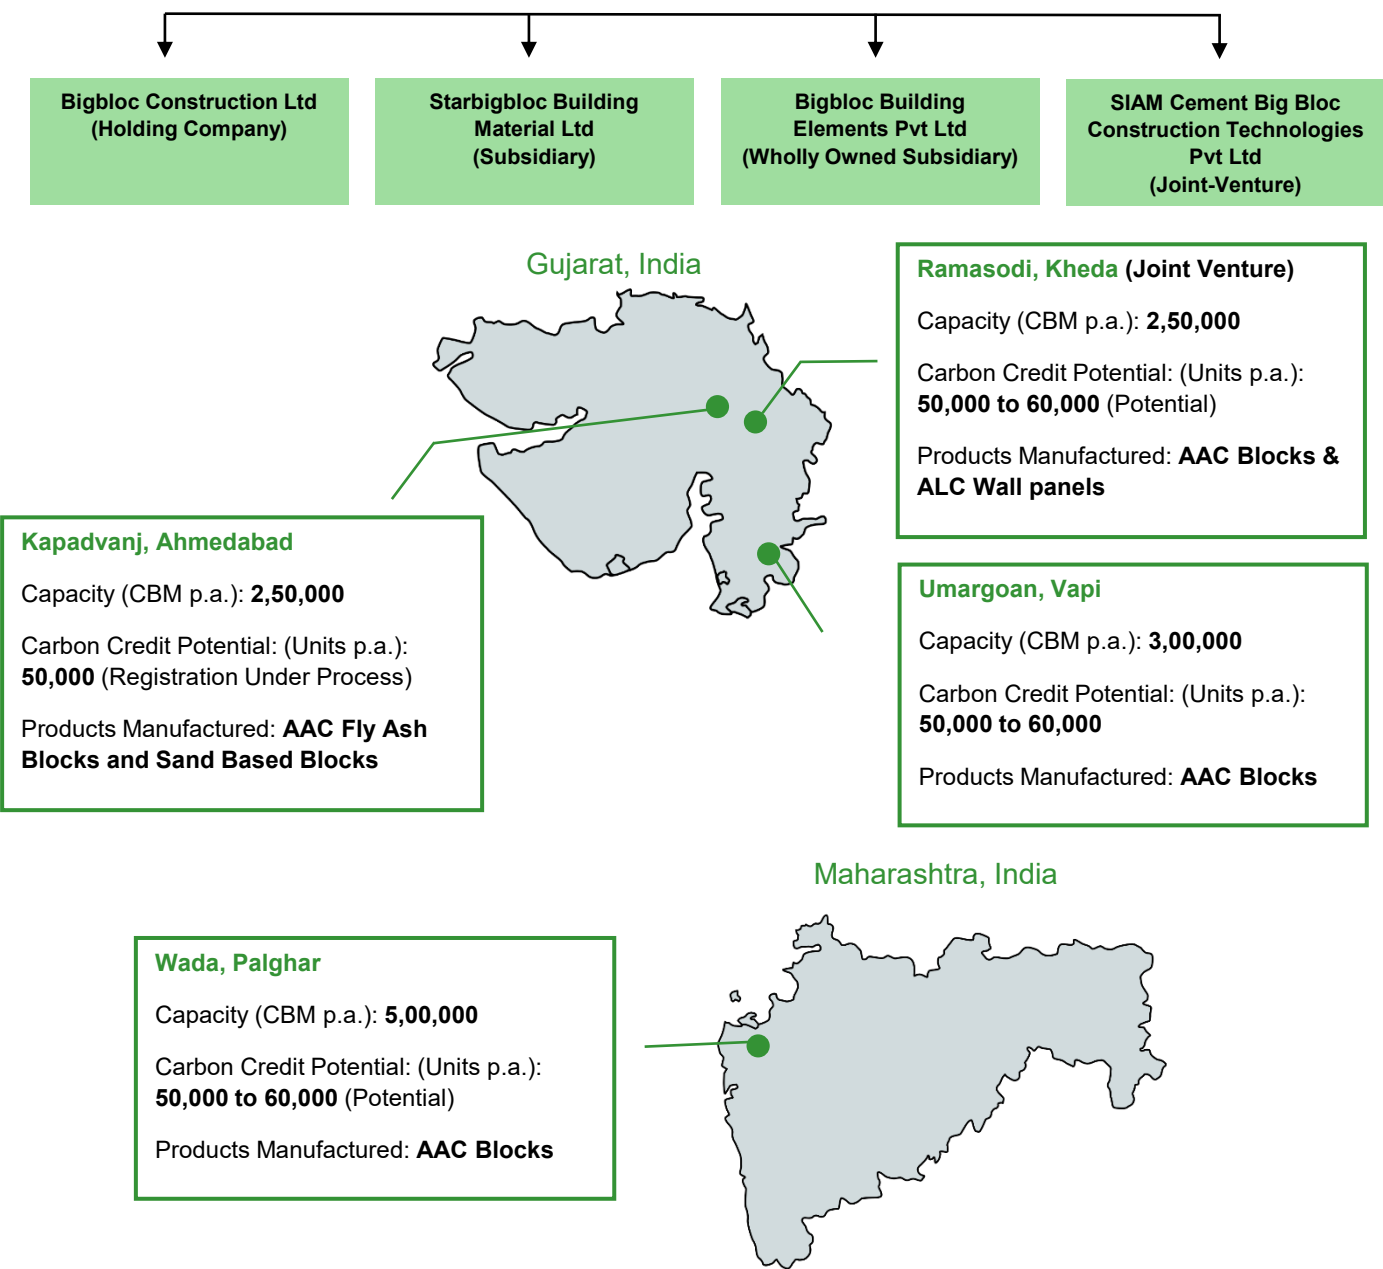 Bigbloc Construction Ltd
(Holding Company)
Starbigbloc Building
Material Ltd
(Subsidiary)
Bigbloc Building
Elements Pvt Ltd
(Wholly Owned Subsidiary)
SIAM Cement Big Bloc
Construction Technologies
Pvt Ltd
(Joint-Venture)
Gujarat, India
Ramasodi, Kheda (Joint Venture)
Capacity (CBM p.a.): 2,50,000
Carbon Credit Potential: (Units p.a.):
50,000 to 60,000 (Potential)
Products Manufactured: AAC Blocks &
ALC Wall panels
Kapadvanj, Ahmedabad
Capacity (CBM p.a.): 2,50,000
Carbon Credit Potential: (Units p.a.):
50,000 (Registration Under Process)
Products Manufactured: AAC Fly Ash
Blocks and Sand Based Blocks
Umargoan, Vapi
Capacity (CBM p.a.): 3,00,000
Carbon Credit Potential: (Units p.a.):
50,000 to 60,000
Products Manufactured: AAC Blocks
Maharashtra, India
Wada, Palghar
Capacity (CBM p.a.): 5,00,000
Carbon Credit Potential: (Units p.a.):
50,000 to 60,000 (Potential)
Products Manufactured: AAC Blocks